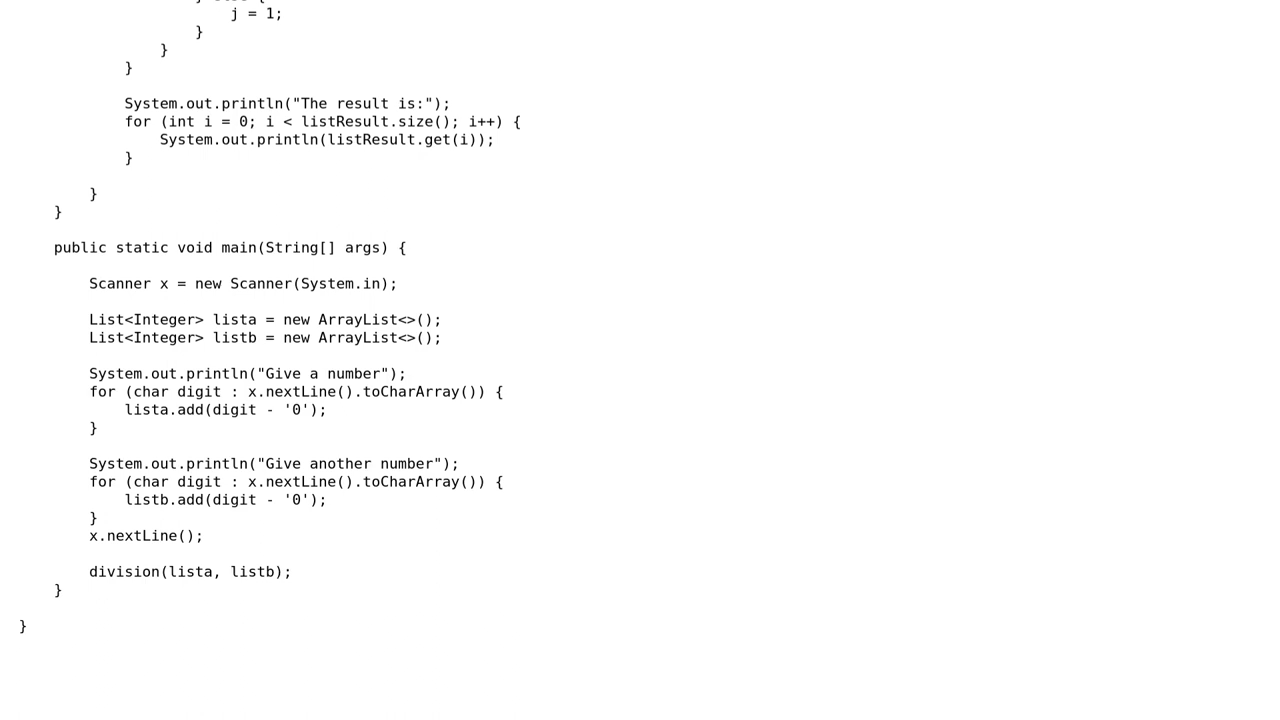 j = 1;
}
}
}
System.out.println("The result is:");
for (int i = 0; i < listResult.size(); i++) {
System.out.println(listResult.get(i));
}
}
}
public static void main(String[] args) {
Scanner x = new Scanner(System.in);
List<Integer> lista = new ArrayList<>();
List<Integer> listb = new ArrayList<>();
System.out.println("Give a number");
for (char digit : x.nextLine().toCharArray()) {
lista.add(digit - '0');
}
System.out.println("Give another number");
for (char digit : x.nextLine().toCharArray()) {
listb.add(digit - '0');
}
x.nextLine();
division(lista, listb);
}
}